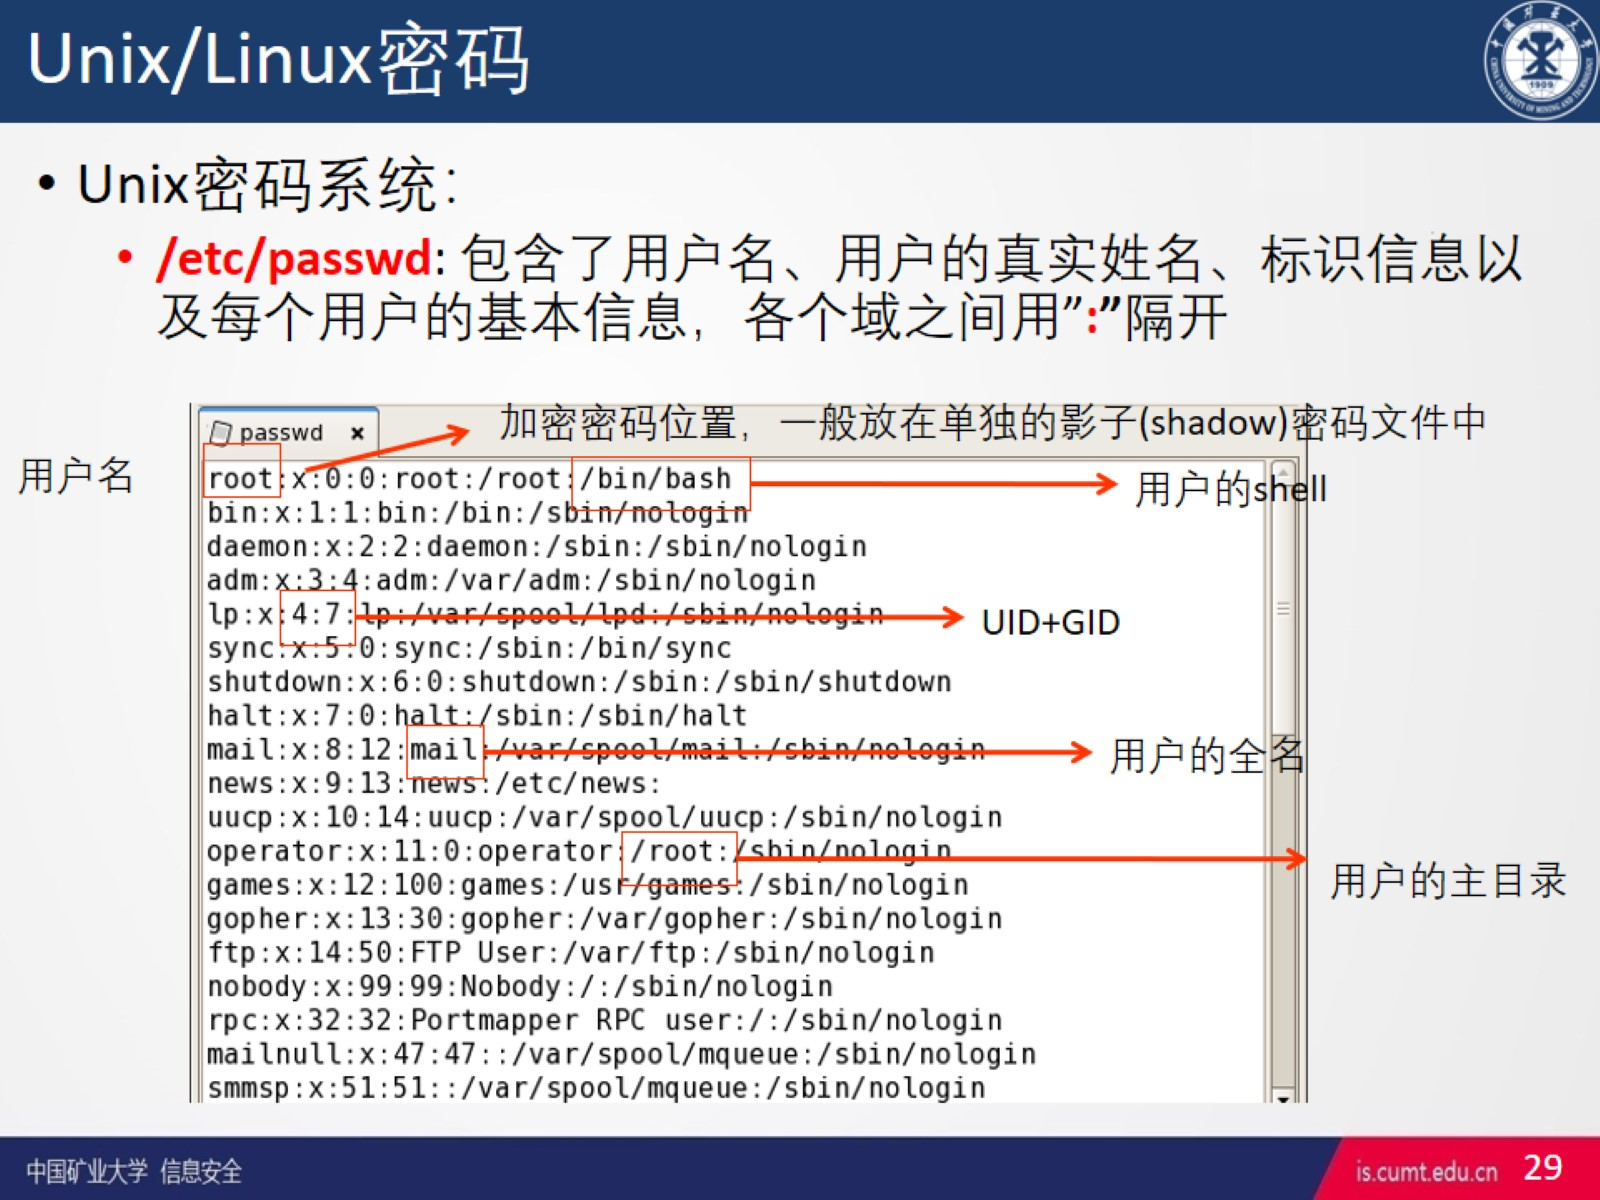 Unix/Linux密码
• Unix密码系统：
• /etc/passwd: 包含了用户名、用户的真实姓名、标识信息以
及每个用户的基本信息，各个域之间用”:”隔开
passwd x
加密密码位置，一般放在单独的影子(shadow)密码文件中
用户名
root:x:0:0:root:/root:/bin/bash
用户的shell
bin:x:1:1:bin:/bin:/sbin/nologin
daemon:x:2:2:daemon:/sbin:/sbin/nologin
adm:x:3:4:adm:/var/adm:/sbin/nologin
lp:x:4:7:lp:/var/spool/lpd:/sbin/nologin
UID+GID
sync:x:5:0:sync:/sbin:/bin/sync
shutdown:x:6:0:shutdown:/sbin:/sbin/shutdown
halt:x:7:0:halt:/sbin:/sbin/halt
mail:x:8:12:mail:/var/spool/mail:/sbin/nologin
用户的全名
news:x:9:13:news:/etc/news:
uucp:x:10:14:uucp:/var/spool/uucp:/sbin/nologin
operator:x:11:0:operator:/root:/sbin/nologin
用户的主目录
games:x:12:100:games:/usr/games:/sbin/nologin
gopher:x:13:30:gopher:/var/gopher:/sbin/nologin
ftp:x:14:50:FTP User:/var/ftp:/sbin/nologin
nobody:x:99:99:Nobody:/:/sbin/nologin
rpc:x:32:32:Portmapper RPC user:/:/sbin/nologin
mailnull:x:47:47::/var/spool/mqueue:/sbin/nologin
smmsp:x:51:51::/var/spool/mqueue:/sbin/nologin
中国矿业大学 信息安全
is.cumt.edu.cn 29
1909
CHINA UNIVERSITY OF MINING AND TECHNOLOGY